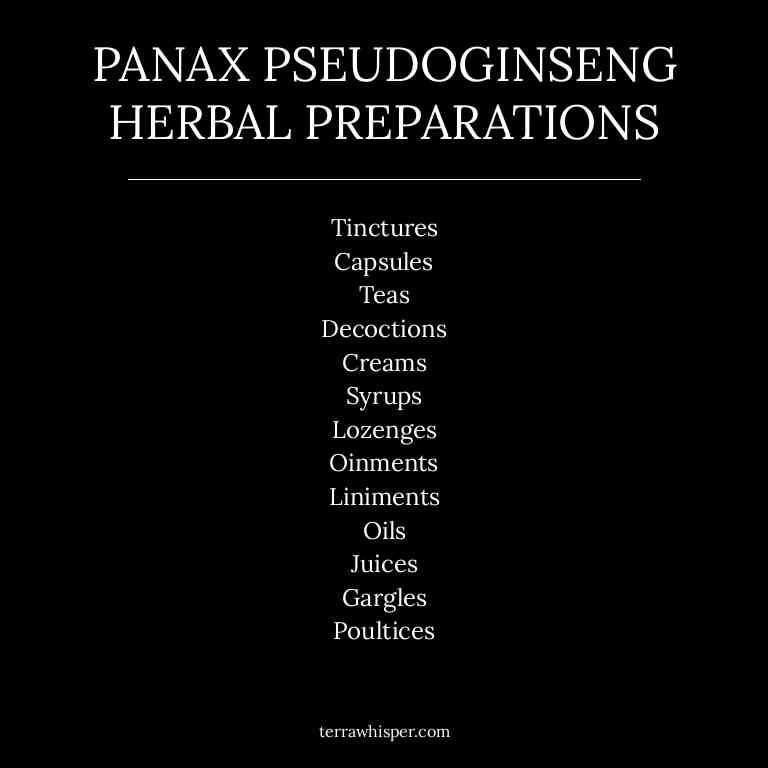 PANAX PSEUDOGINSENG
HERBAL PREPARATIONS
Tinctures
Capsules
Teas
Decoctions
Creams
Syrups
Lozenges
Oinments
Liniments
Oils
Juices
Gargles
Poultices
terrawhisper.com